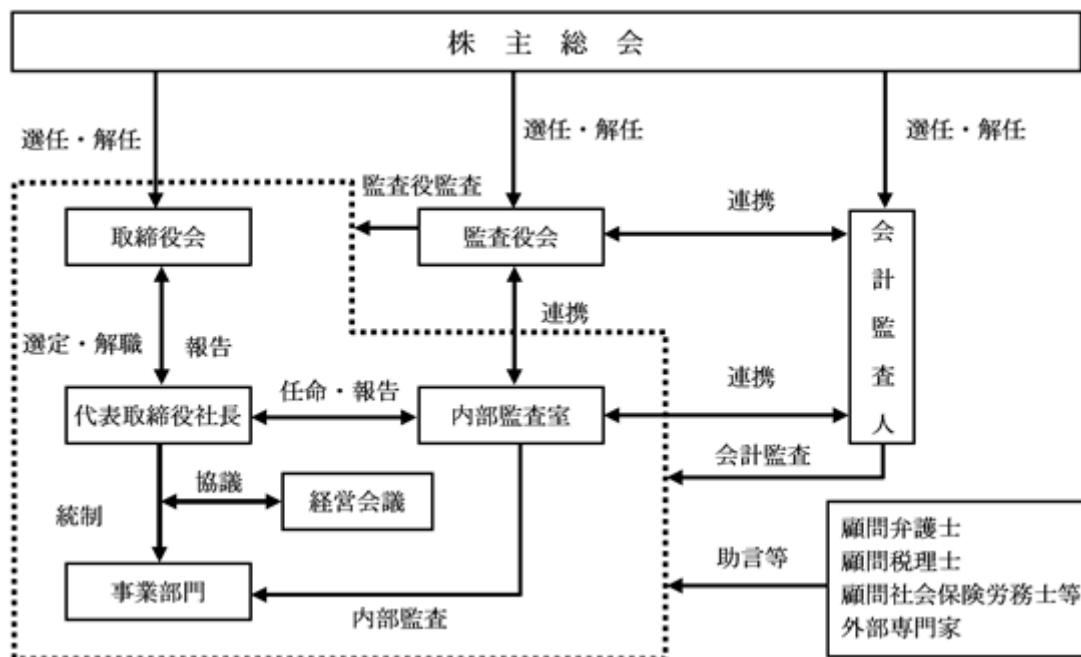 株主総会
選任・解任
選任・解任
選任・解任
監査役監査
取締役会
監査役会
連携
会計監査人
選定・解職
報告
連携
代表取締役社長
任命・報告
内部監査室
連携
会計監査
協議
経営会議
統制
事業部門
内部監査
助言等
顧問弁護士
顧問税理士
顧問社会保険労務士等
外部専門家